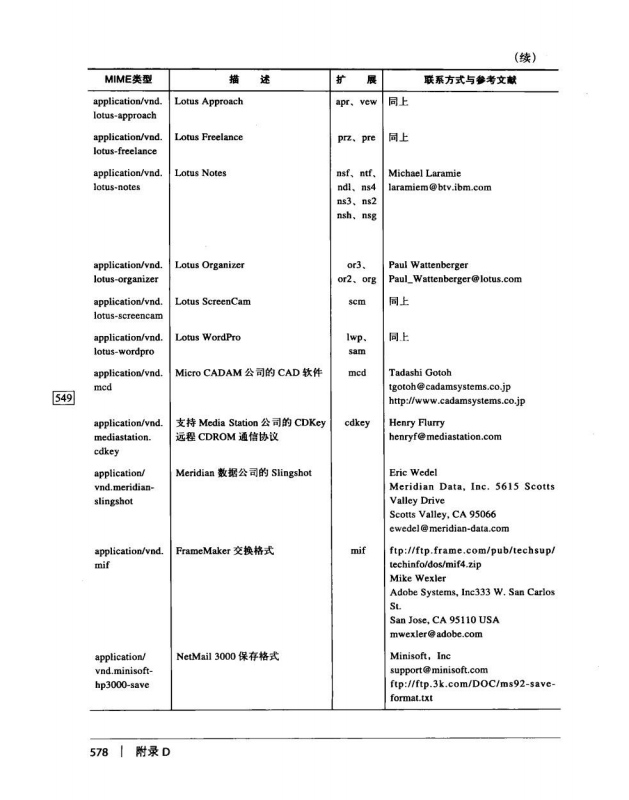 （续）
MIME类型 描 述 扩 展 联系方式与参考文献
application/vnd. Lotus Approach apr、vew 同上
lotus-approach
application/vnd. Lotus Freelance prz、pre 同上
lotus-freelance
application/vnd. Lotus Notes nsf、ntf、 Michael Laramie
lotus-notes ndl、ns4 laramiem@btv.ibm.com
ns3、ns2
nsh、nsg
application/vnd. Lotus Organizer or3、 Paul Wattenberger
lotus-organizer or2、org Paul_Wattenberger@lotus.com
application/vnd. Lotus ScreenCam scm 同上
lotus-screencam
application/vnd. Lotus WordPro lwp、 同上
lotus-wordpro sam
application/vnd. Micro CADAM 公司的 CAD 软件 mcd Tadashi Gotoh
mcd tgotoh@cadamsystems.co.jp
549 http://www.cadamsystems.co.jp
application/vnd. 支持 Media Station 公司的 CDKey cdkey Henry Flurry
mediastation. 远程 CDROM 通信协议 henryf@mediastation.com
cdkey
application/ Meridian 数据公司的 Slingshot Eric Wedel
vnd.meridian- Meridian Data, Inc. 5615 Scotts
slingshot Valley Drive
Scotts Valley, CA 95066
ewedel@meridian-data.com
application/vnd. FrameMaker 交换格式 mif ftp://ftp.frame.com/pub/techsup/
mif techinfo/dos/mif4.zip
Mike Wexler
Adobe Systems, Inc333 W. San Carlos
St.
San Jose, CA 95110 USA
mwexler@adobe.com
application/ NetMail 3000 保存格式 Minisoft，Inc
vnd.minisoft- support@minisoft.com
hp3000-save ftp://ftp.3k.com/DOC/ms92-save-
format.txt
578 | 附录 D